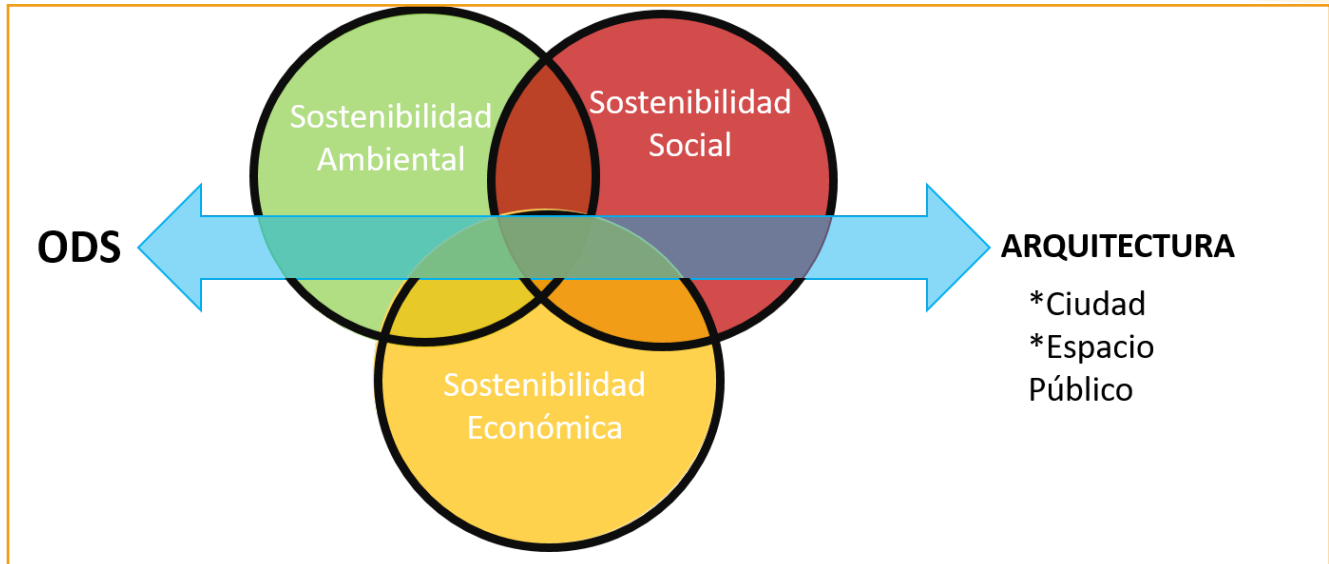 Sostenibilidad
Ambiental
Sostenibilidad
Social
ODS
ARQUITECTURA
*Ciudad
*Espacio
Público
Sostenibilidad
Económica